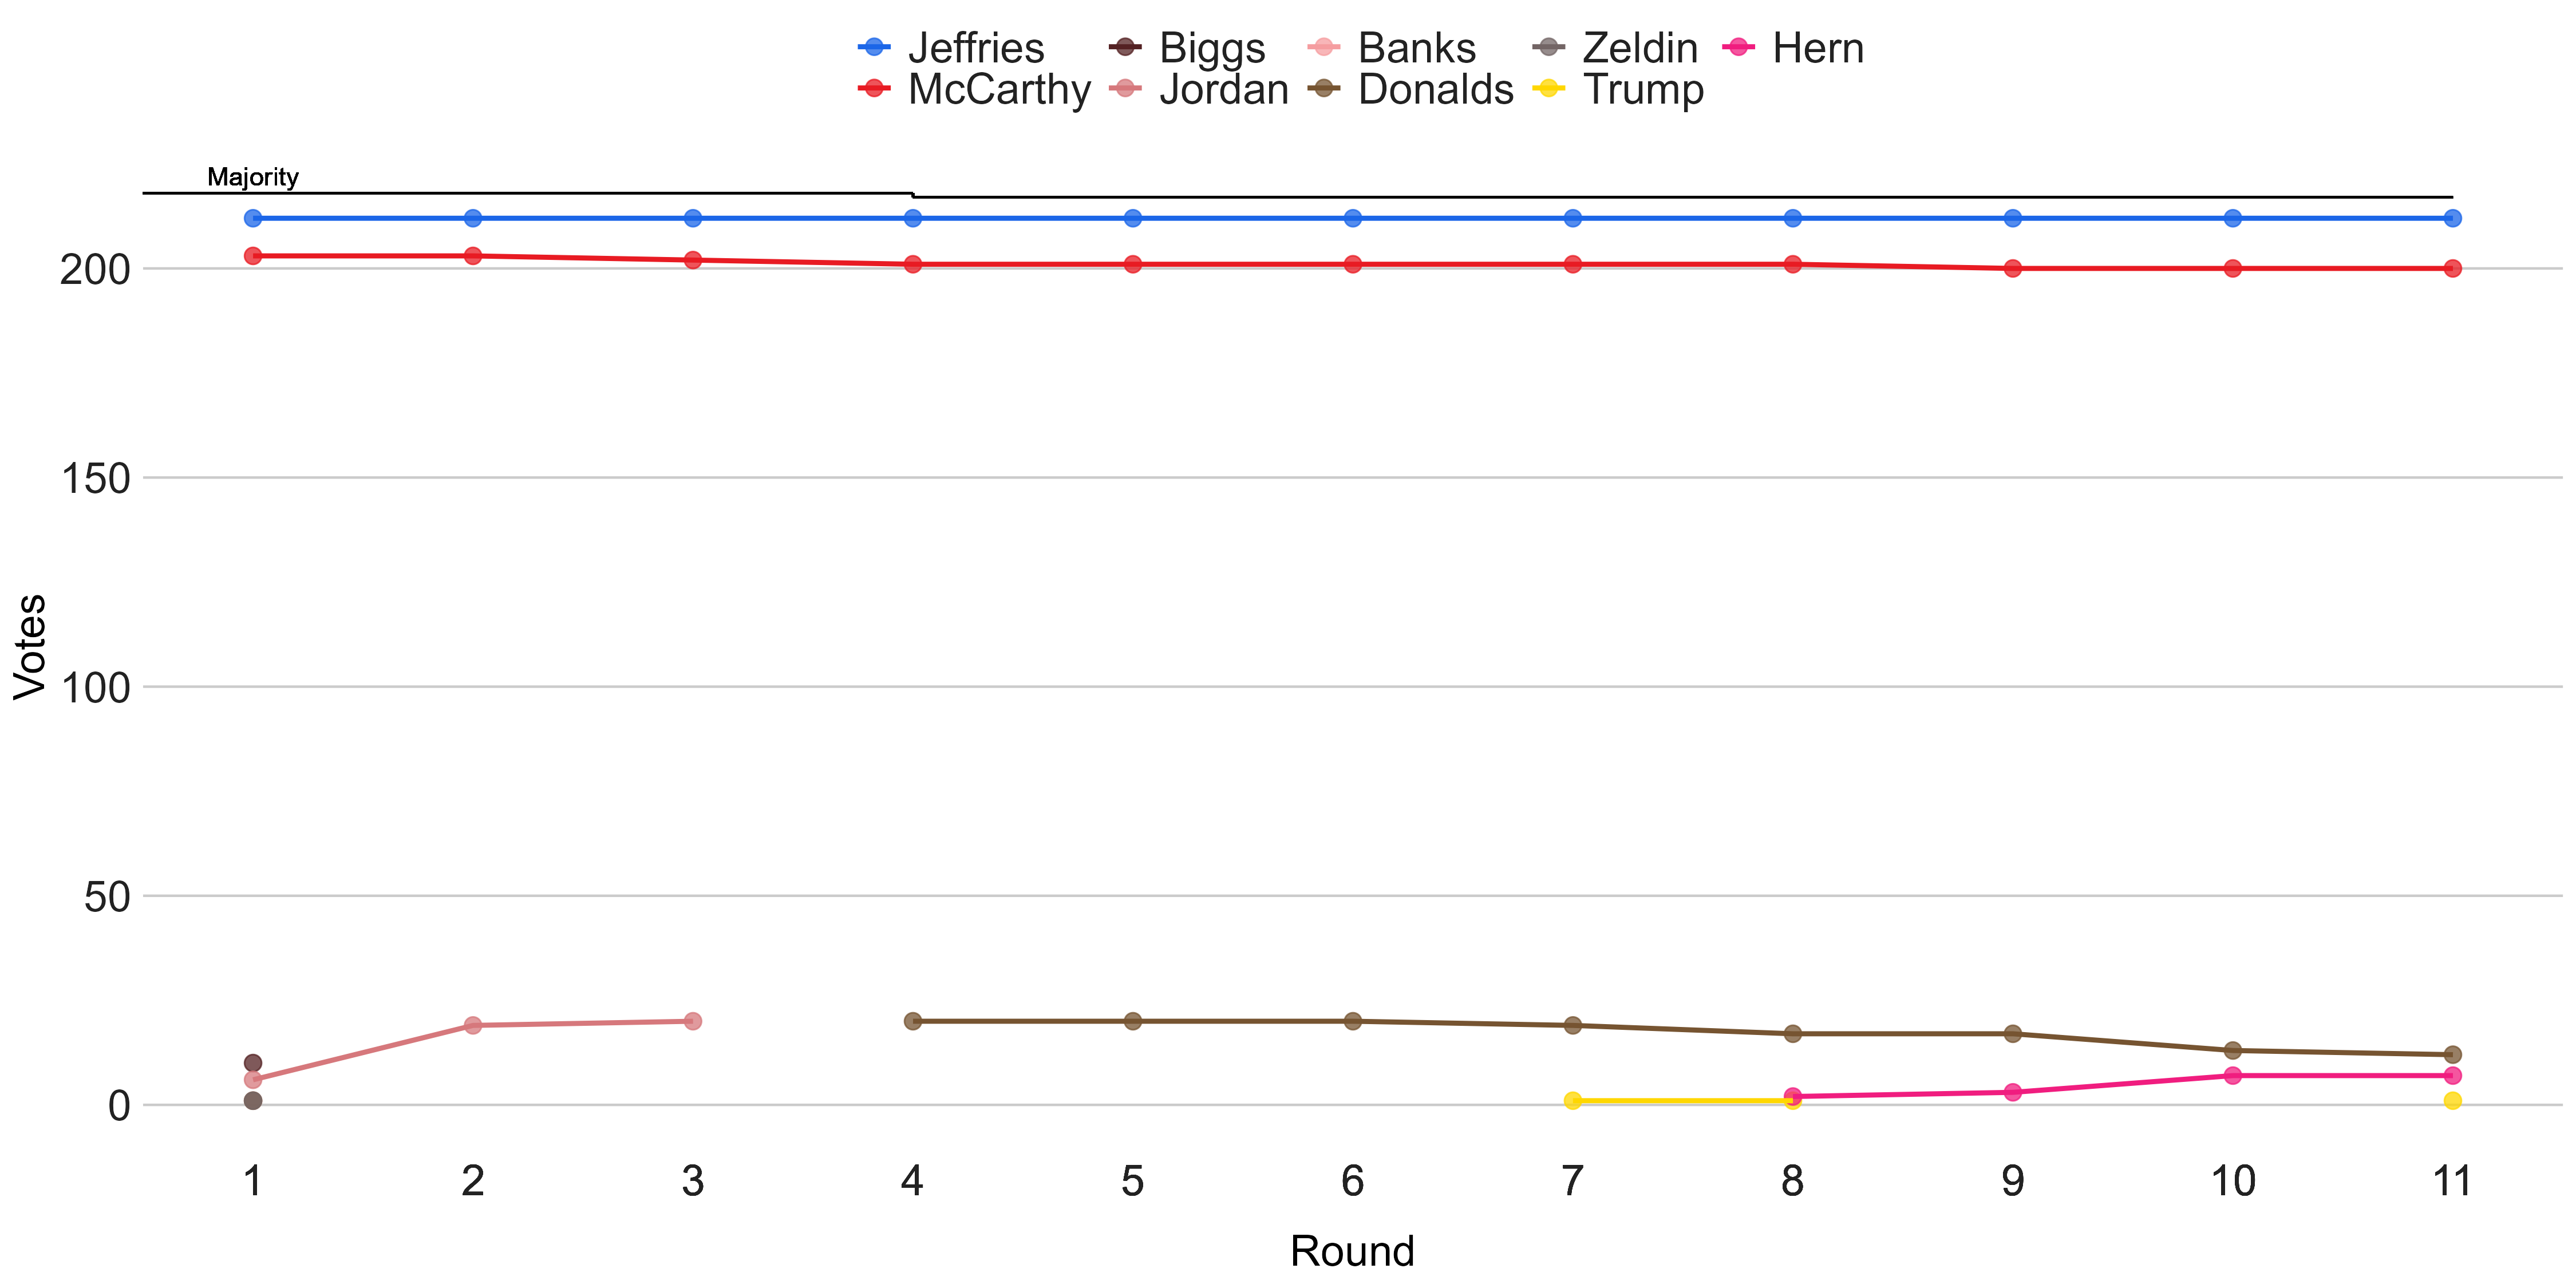 Jeffries Biggs Banks Zeldin Hern
McCarthy Jordan Donalds Trump
Majority
200
150
100
50
0
Votes
1 2 3 4 5 6 7 8 9 10 11
Round